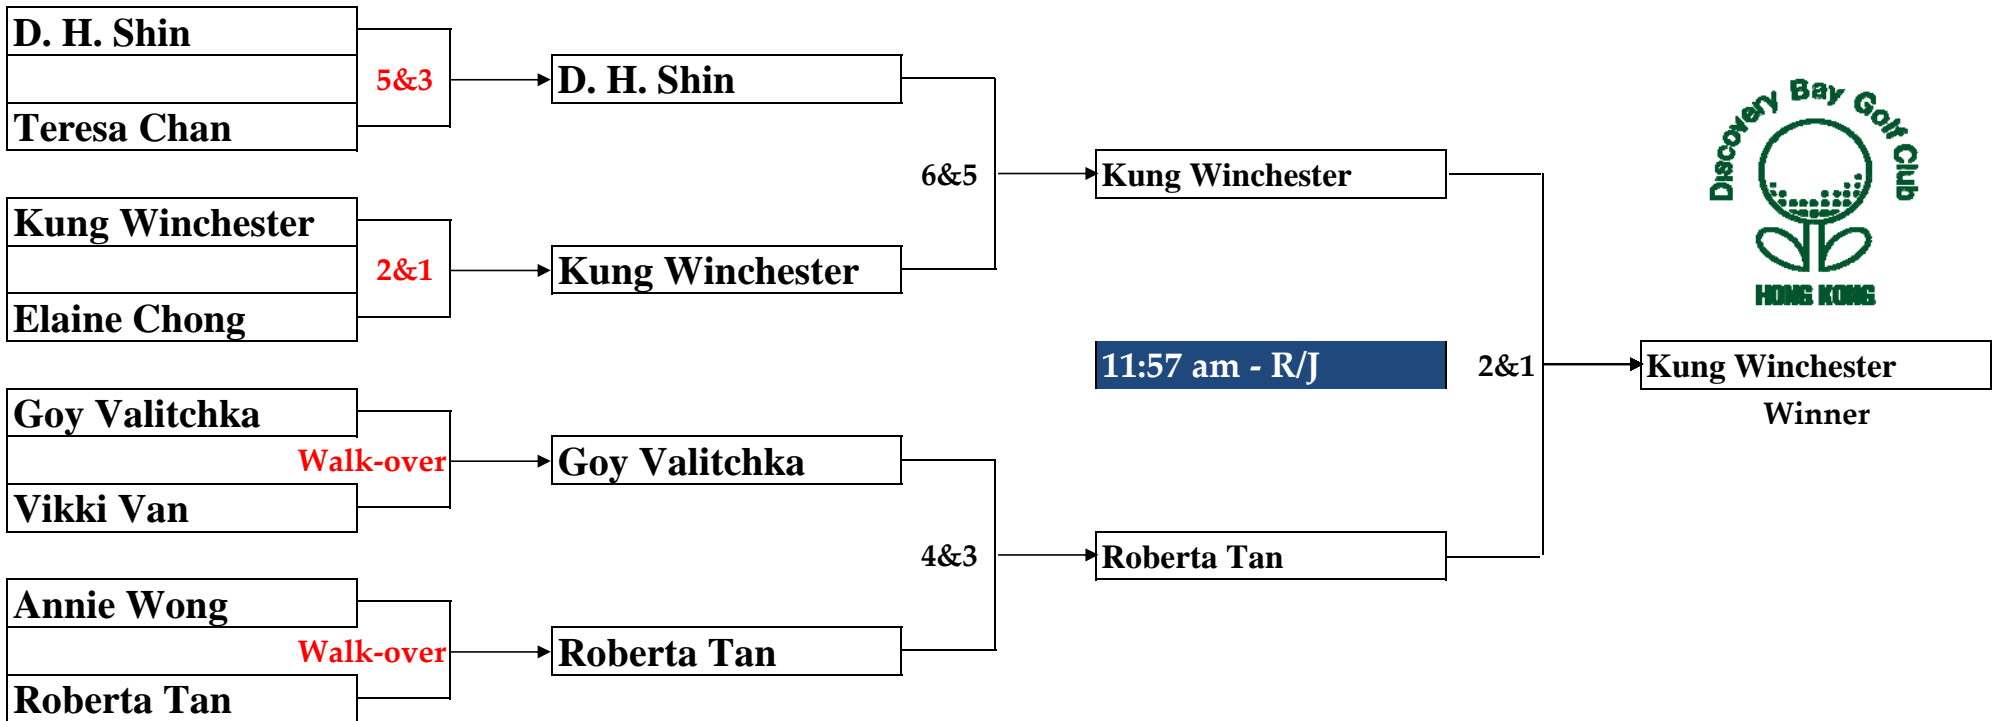 D. H. Shin
5&3
Teresa Chan
Kung Winchester
2&1
Elaine Chong
Goy Valitchka
Walk-over
Vikki Van
Annie Wong
Walk-over
Roberta Tan
D. H. Shin
6&5
Kung Winchester
Goy Valitchka
4&3
Roberta Tan
Kung Winchester
11:57 am - R/J
2&1
Roberta Tan
Discovery Bay Golf Club
HONG KONG
Kung Winchester
Winner